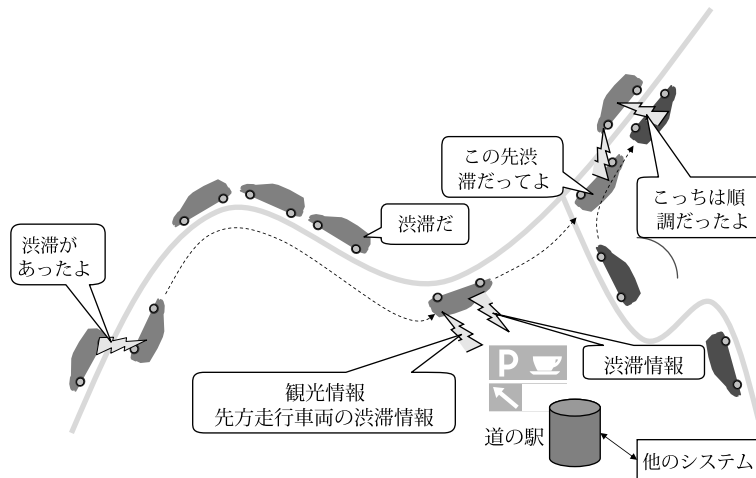 この先渋
滞だってよ
こっちは順
調だったよ
渋滞だ
渋滞が
あったよ
渋滞情報
観光情報
先方走行車両の渋滞情報
P
道の駅
他のシステム